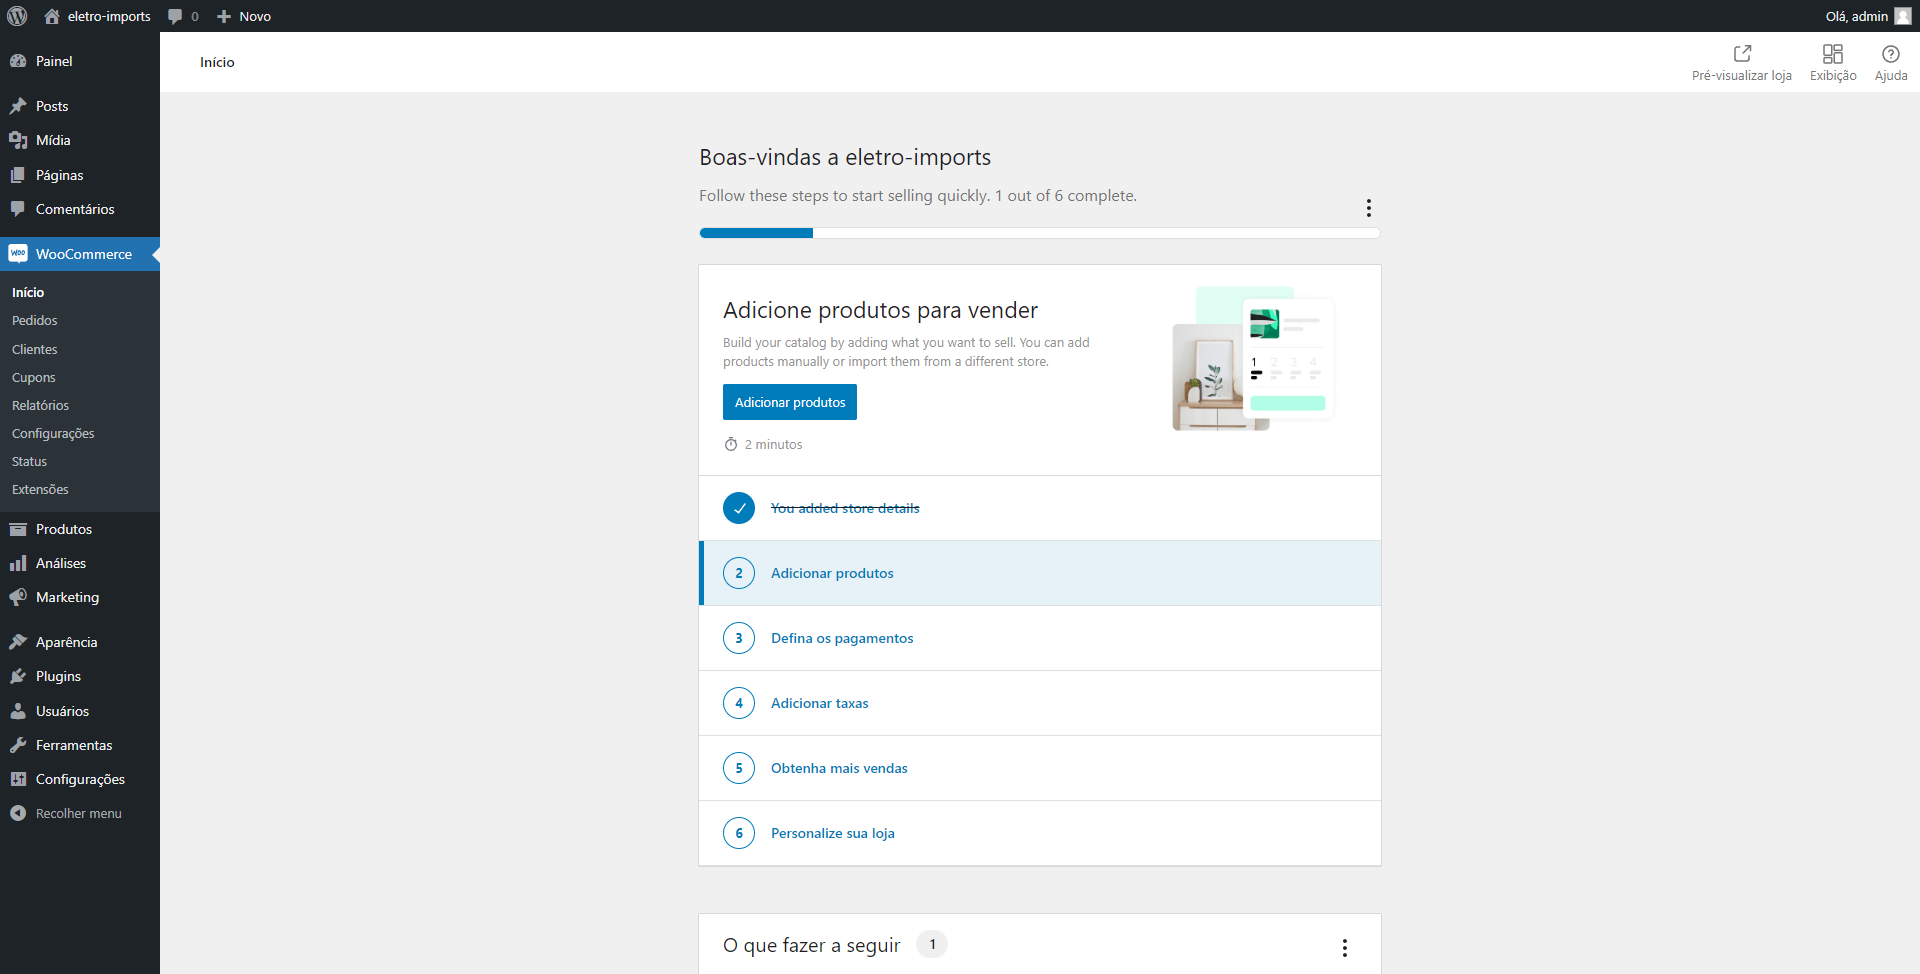 eletro-imports
0
Novo
Olá, admin
Painel
Posts
Mídia
Páginas
Comentários
woo
WooCommerce
Início
Pedidos
Clientes
Cupons
Relatórios
Configurações
Status
Extensões
Produtos
Análises
Marketing
Aparência
Plugins
Usuários
Ferramentas
Configurações
Recolher menu
Início
Pré-visualizar loja
Exibição
Ajuda
Boas-vindas a eletro-imports
Follow these steps to start selling quickly. 1 out of 6 complete.
Adicione produtos para vender
Build your catalog by adding what you want to sell. You can add
products manually or import them from a different store.
Adicionar produtos
2 minutos
1 2 3 4
You added store details
2 Adicionar produtos
3 Defina os pagamentos
4 Adicionar taxas
5 Obtenha mais vendas
6 Personalize sua loja
O que fazer a seguir 1